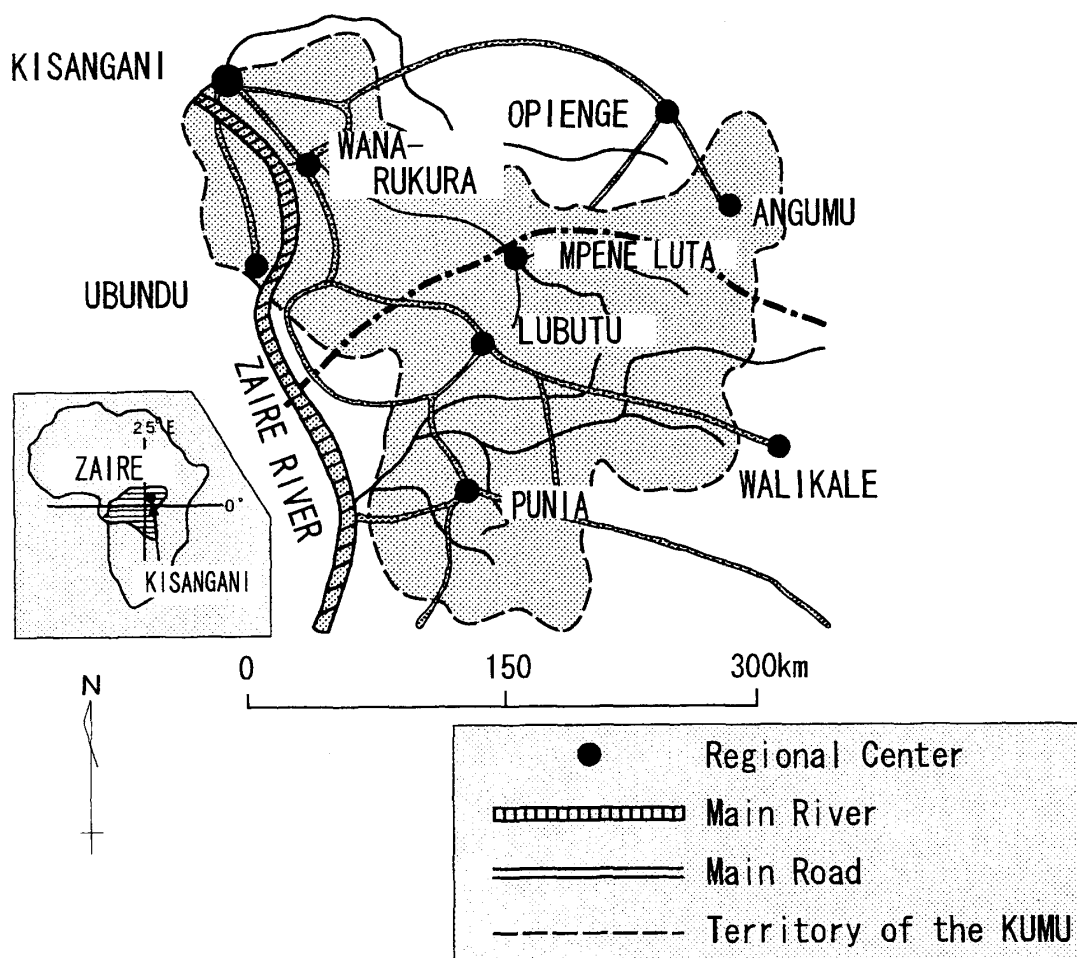 KISANGANI
OPIENGE
WANA-
RUKURA
ANGUMU
MPENE LUTA
UBUNDU
LUBUTU
ZAIRE RIVER
25°E
ZAIRE
0°
KISANGANI
WALIKALE
PUNIA
0 150 300km
N
Regional Center
Main River
Main Road
Territory of the KUMU